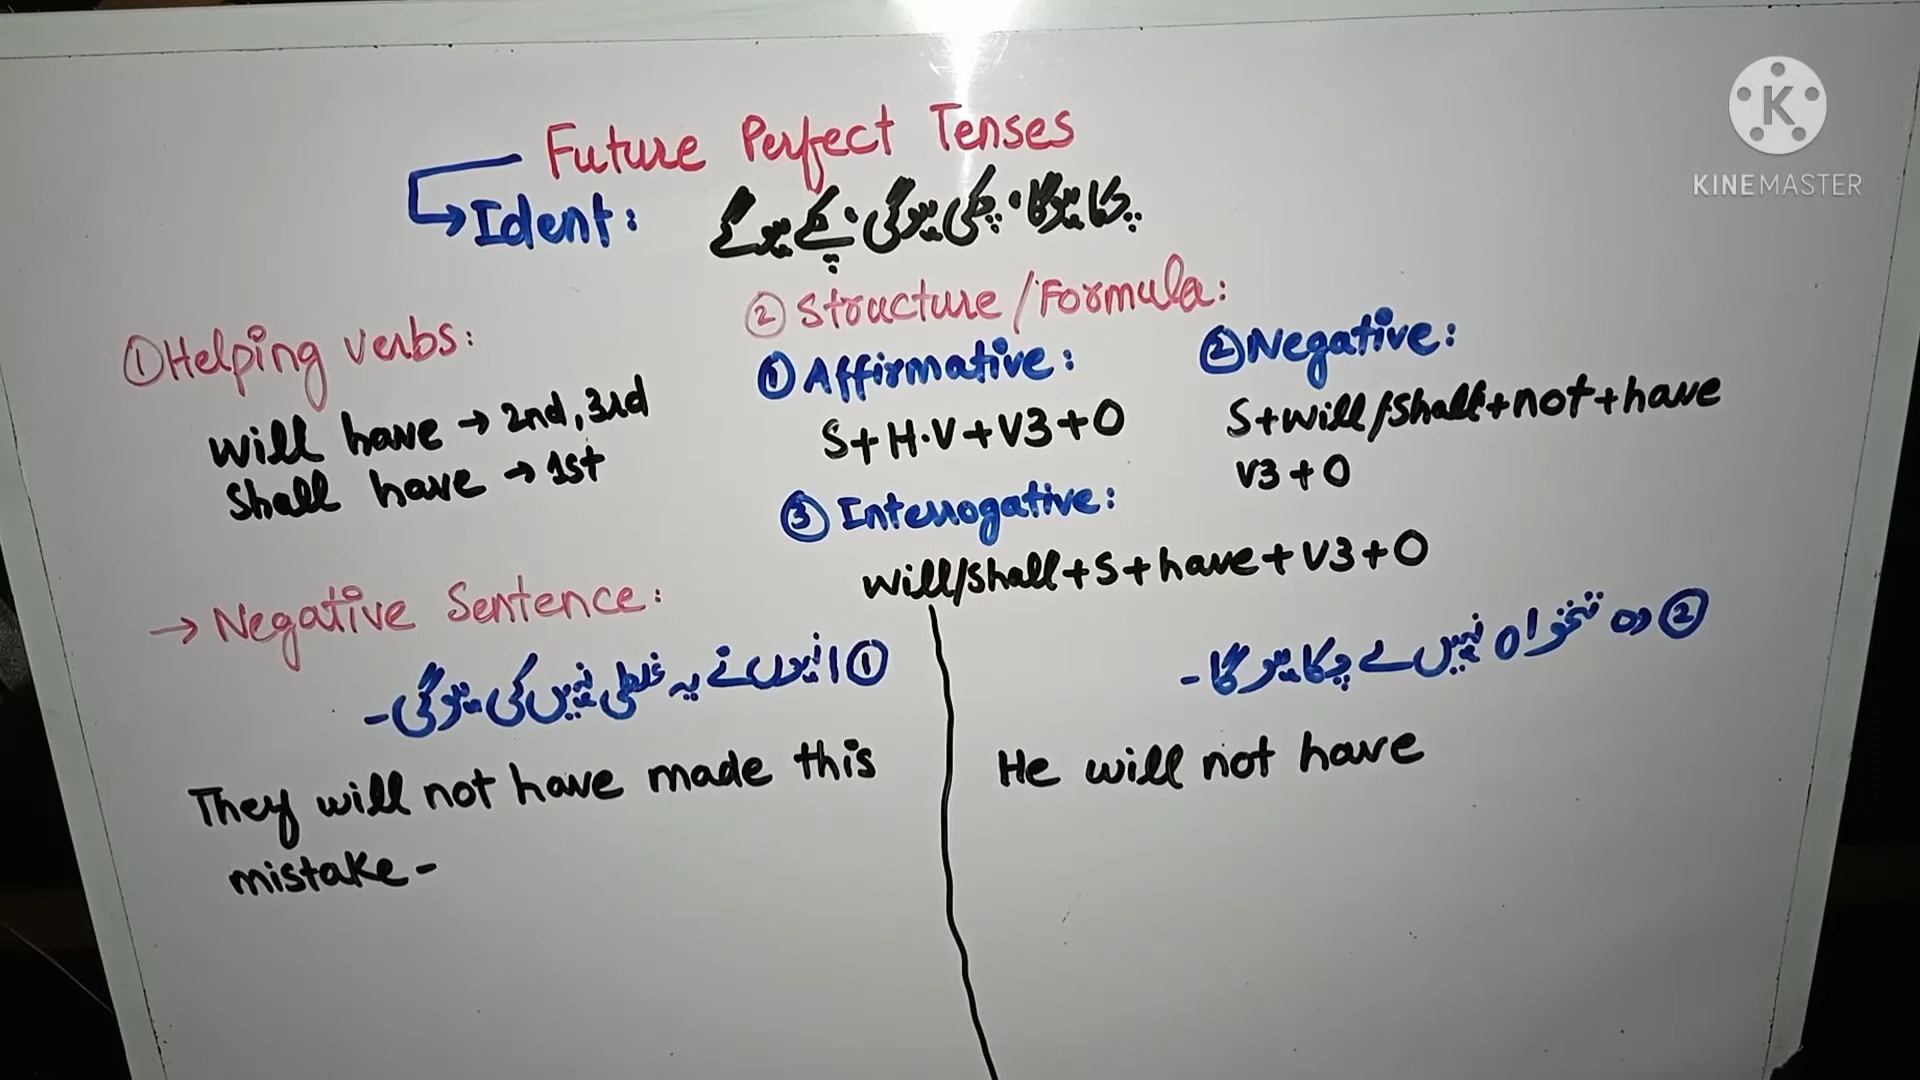 Future Perfect Tenses
Ident: چکا ہوگا، چکی ہوگی، چکے ہونگے
① Helping verbs:
will have → 2nd, 3rd
Shall have → 1st
② Structure / Formula:
① Affirmative:
S + H.V + V3 + O
② Negative:
S + will / Shall + not + have
V3 + O
③ Interrogative:
will/shall + S + have + V3 + O
→ Negative Sentence:
① انہوں نے یہ غلطی نہیں کی ہوگی -
They will not have made this
mistake -
② وہ تنخواہ نہیں لے چکا ہوگا -
He will not have
KINEMASTER